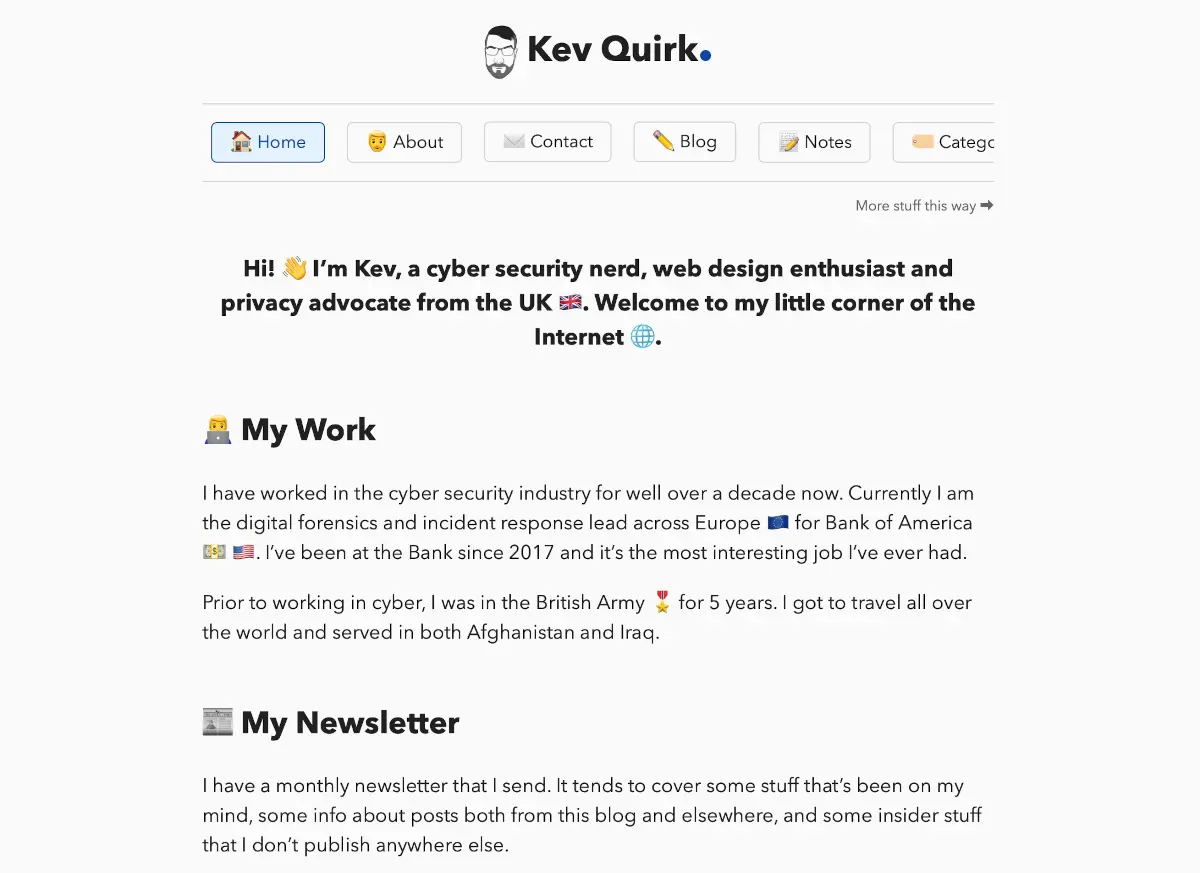 Kev Quirk.
🏠 Home 👨 About ✉️ Contact ✏️ Blog 📝 Notes 🏷️ Catego
More stuff this way ➡
Hi! 👋 I’m Kev, a cyber security nerd, web design enthusiast and
privacy advocate from the UK 🇬🇧. Welcome to my little corner of the
Internet 🌐.
👨‍💻 My Work
I have worked in the cyber security industry for well over a decade now. Currently I am
the digital forensics and incident response lead across Europe 🇪🇺 for Bank of America
💵 🇺🇸. I’ve been at the Bank since 2017 and it’s the most interesting job I’ve ever had.
Prior to working in cyber, I was in the British Army 🎖️ for 5 years. I got to travel all over
the world and served in both Afghanistan and Iraq.
📰 My Newsletter
I have a monthly newsletter that I send. It tends to cover some stuff that’s been on my
mind, some info about posts both from this blog and elsewhere, and some insider stuff
that I don’t publish anywhere else.